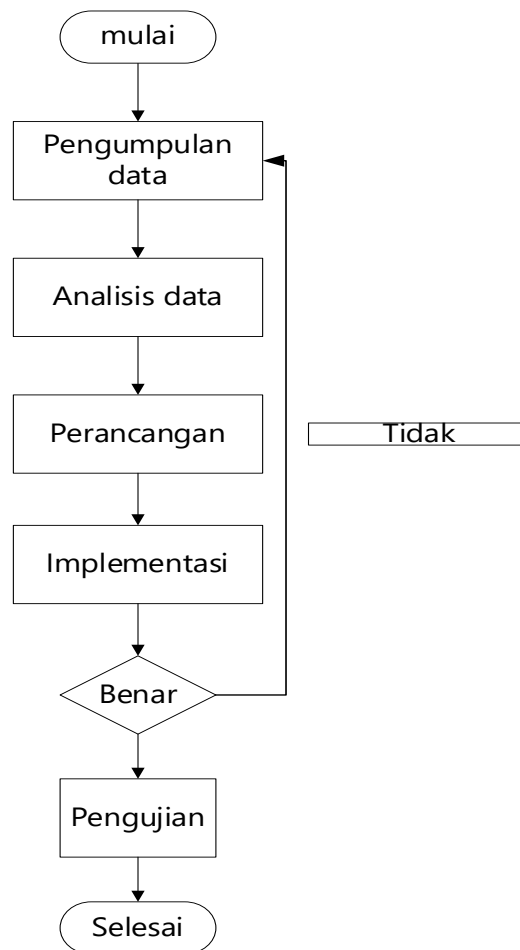 mulai
Pengumpulan
data
Analisis data
Perancangan
Tidak
Implementasi
Benar
Pengujian
Selesai